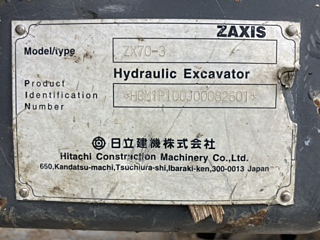 ZAXIS
Model/type ZX70-3
Hydraulic Excavator
Product
Identification
Number
日立建機株式会社
Hitachi Construction Machinery Co.,Ltd.
650,Kandatsu-machi,Tsuchiura-shi,Ibaraki-ken,300-0013 Japan